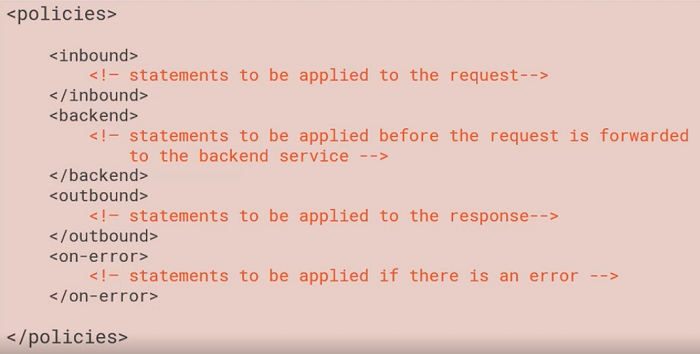 <policies>
<inbound>
<!— statements to be applied to the request-->
</inbound>
<backend>
<!— statements to be applied before the request is forwarded
to the backend service -->
</backend>
<outbound>
<!— statements to be applied to the response-->
</outbound>
<on-error>
<!— statements to be applied if there is an error -->
</on-error>
</policies>